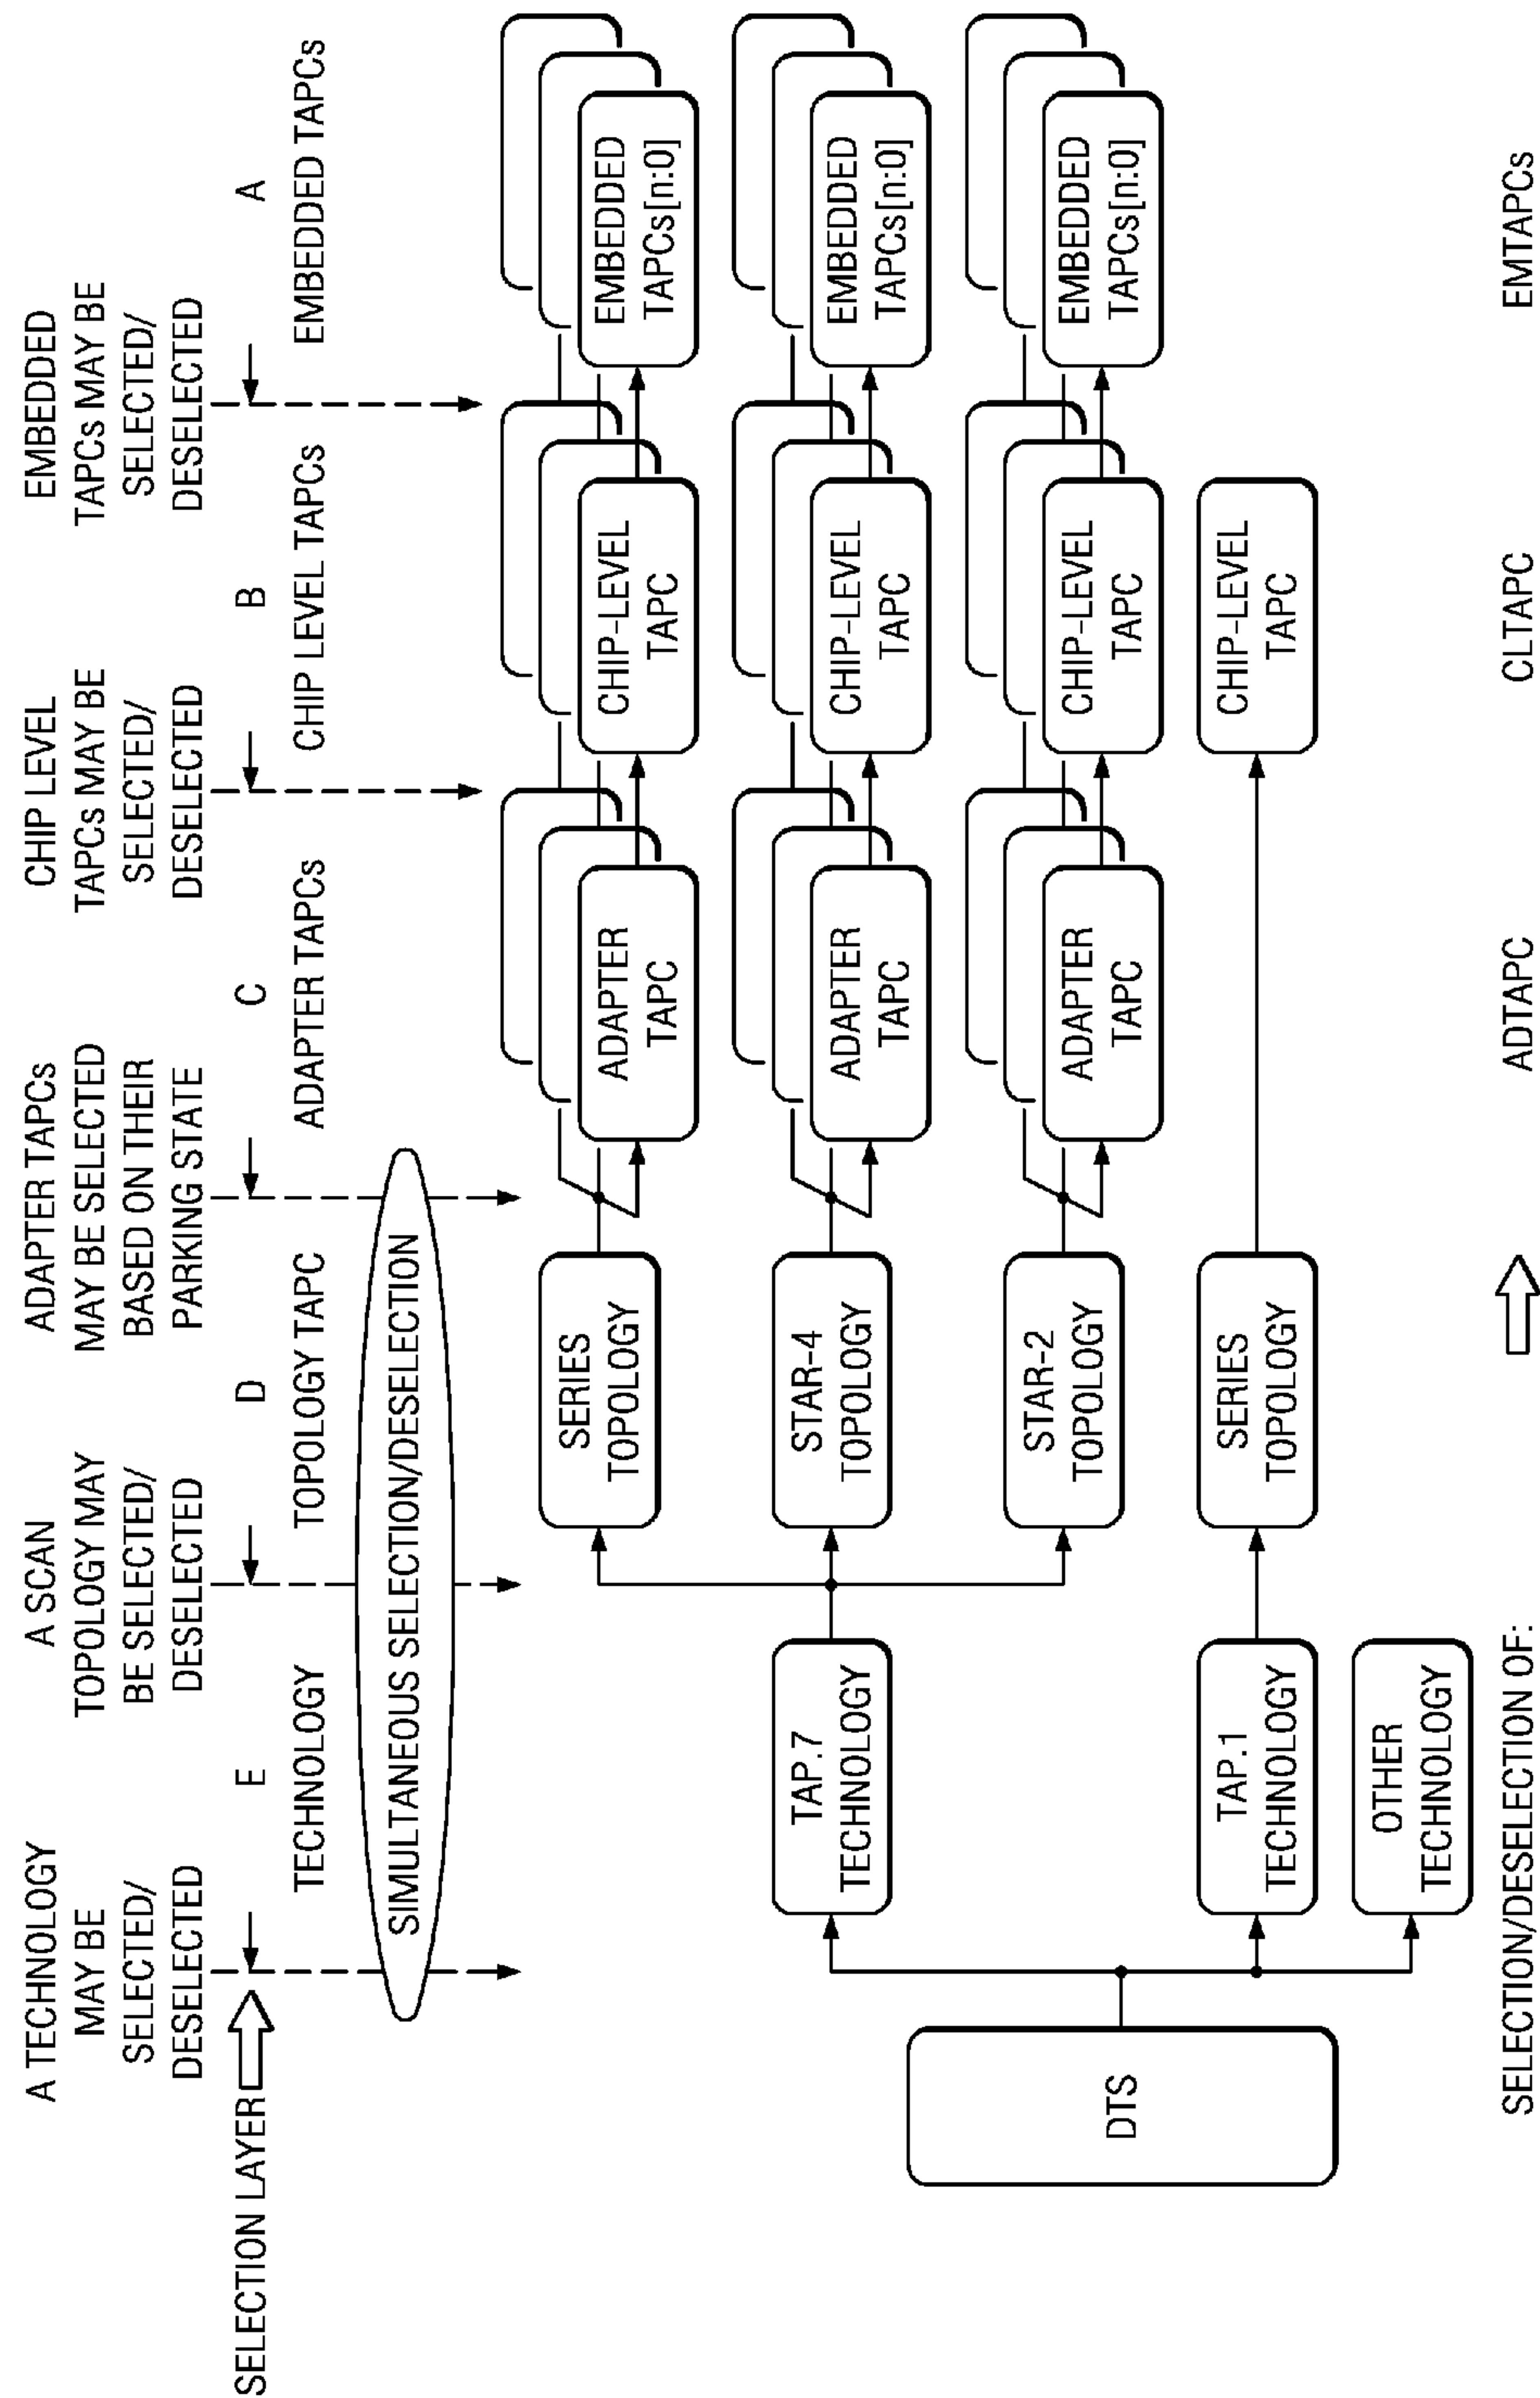 A TECHNOLOGY
MAY BE
SELECTED/
DESELECTED
A SCAN
TOPOLOGY MAY
BE SELECTED/
DESELECTED
ADAPTER TAPCs
MAY BE SELECTED
BASED ON THEIR
PARKING STATE
CHIP LEVEL
TAPCs MAY BE
SELECTED/
DESELECTED
EMBEDDED
TAPCs MAY BE
SELECTED/
DESELECTED
SELECTION LAYER
E
D
C
B
A
TECHNOLOGY
TOPOLOGY TAPC
ADAPTER TAPCs
CHIP LEVEL TAPCs
EMBEDDED TAPCs
SIMULTANEOUS SELECTION/DESELECTION
SERIES
TOPOLOGY
ADAPTER
TAPC
CHIP-LEVEL
TAPC
EMBEDDED
TAPCs[n:0]
TAP.7
TECHNOLOGY
STAR-4
TOPOLOGY
ADAPTER
TAPC
CHIP-LEVEL
TAPC
EMBEDDED
TAPCs[n:0]
STAR-2
TOPOLOGY
ADAPTER
TAPC
CHIP-LEVEL
TAPC
EMBEDDED
TAPCs[n:0]
DTS
TAP.1
TECHNOLOGY
SERIES
TOPOLOGY
CHIP-LEVEL
TAPC
OTHER
TECHNOLOGY
SELECTION/DESELECTION OF:
ADTAPC
CLTAPC
EMTAPCs